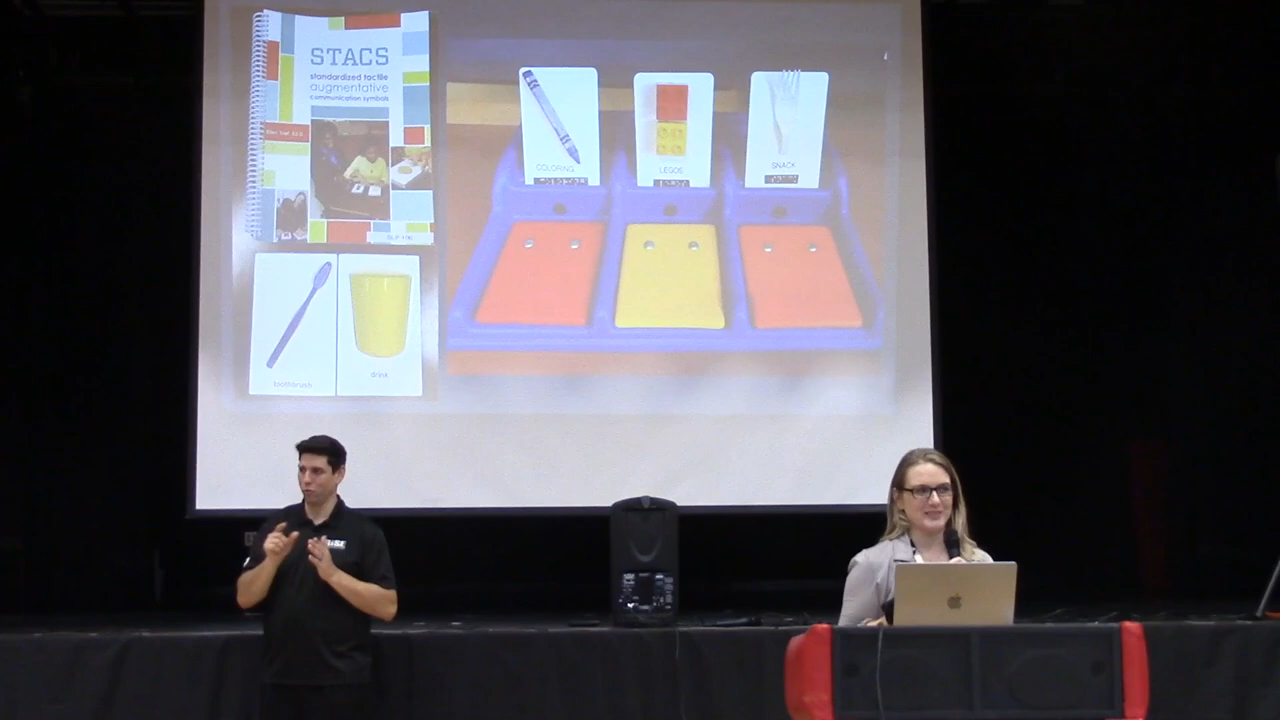 STACS
standardized tactile
augmentative
communication symbols
COLORING
LEGOS
SNACK
toothbrush
drink